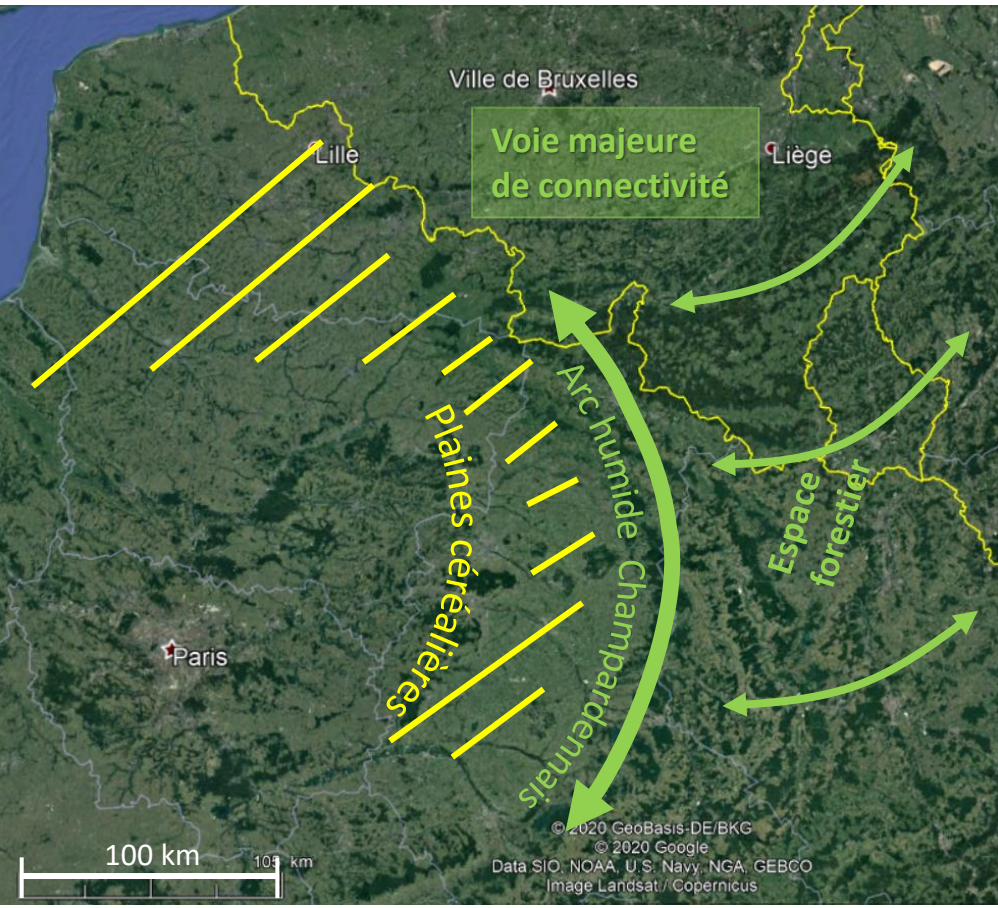 Ville de Bruxelles
Voie majeure
de connectivité
Lille
Liège
Arc humide Champardennais
Plaines céréalières
Espace
forestier
Paris
100 km
105 km
© 2020 GeoBasis-DE/BKG
© 2020 Google
Data SIO, NOAA, U.S. Navy, NGA, GEBCO
Image Landsat / Copernicus